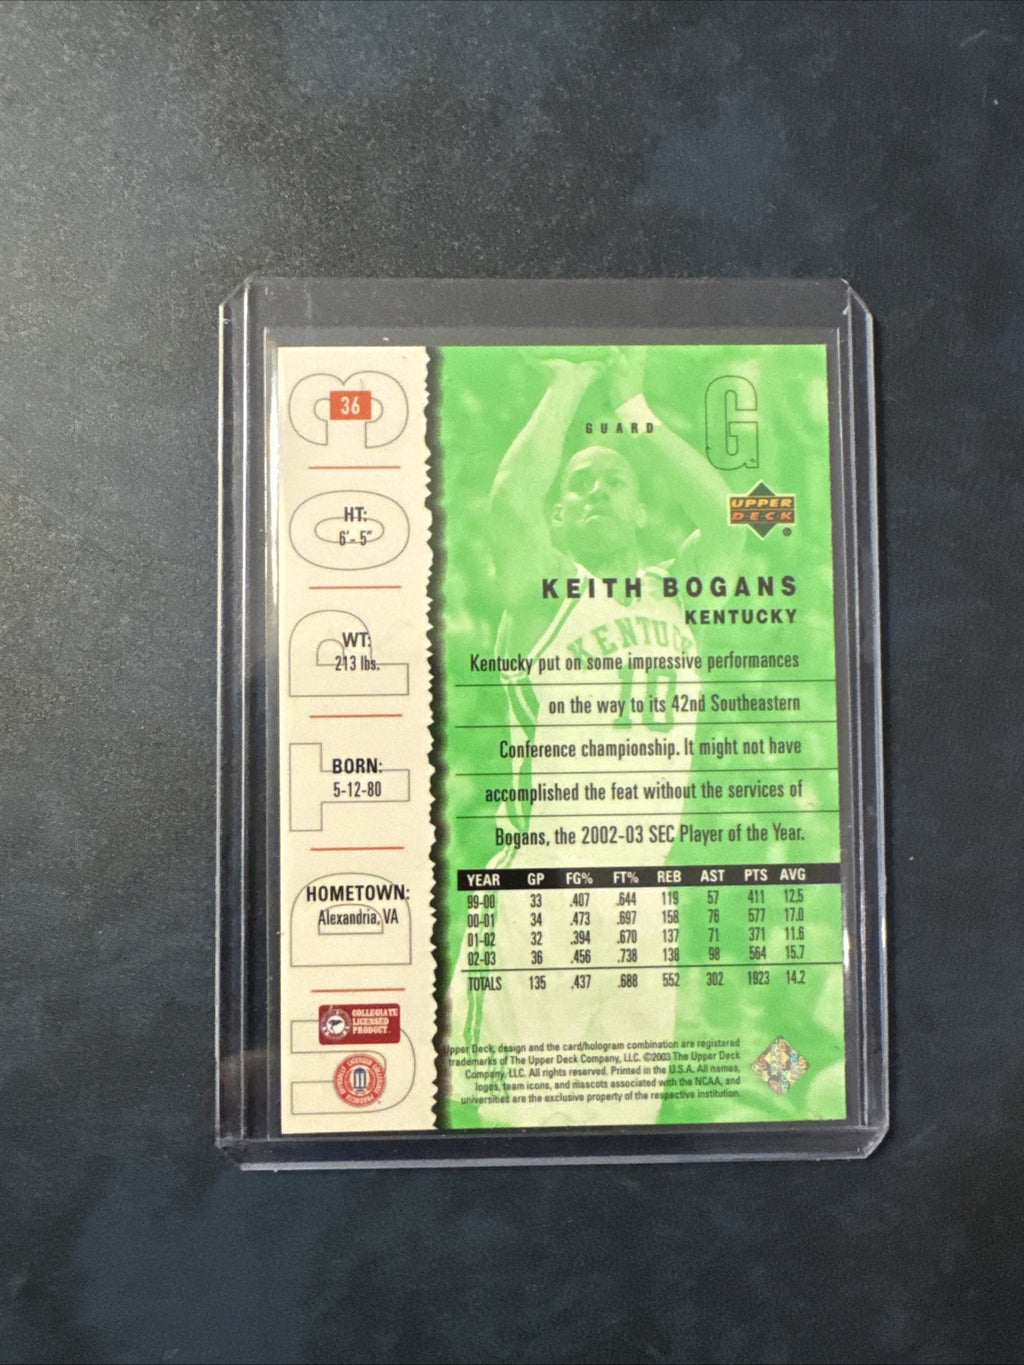 36
UD TOP 3
HT:
6'- 5"
WT:
213 lbs.
BORN:
5-12-80
HOMETOWN:
Alexandria, VA
COLLEGIATE
LICENSED
PRODUCT
GUARD
G
UPPER
DECK
KEITH BOGANS
KENTUCKY
KENTUC
10
Kentucky put on some impressive performances
on the way to its 42nd Southeastern
Conference championship. It might not have
accomplished the feat without the services of
Bogans, the 2002-03 SEC Player of the Year.
YEAR GP FG% FT% REB AST PTS AVG
99-00 33 .407 .644 119 57 411 12.5
00-01 34 .473 .697 158 76 577 17.0
01-02 32 .394 .670 137 71 371 11.6
02-03 36 .456 .738 138 98 564 15.7
TOTALS 135 .437 .688 552 302 1923 14.2
Upper Deck, design and the card/hologram combination are registered
trademarks of The Upper Deck Company, LLC. ©2003 The Upper Deck
Company, LLC. All rights reserved. Printed in the U.S.A. All names,
logos, team icons, and mascots associated with the NCAA, and
universities are the exclusive property of the respective institution.